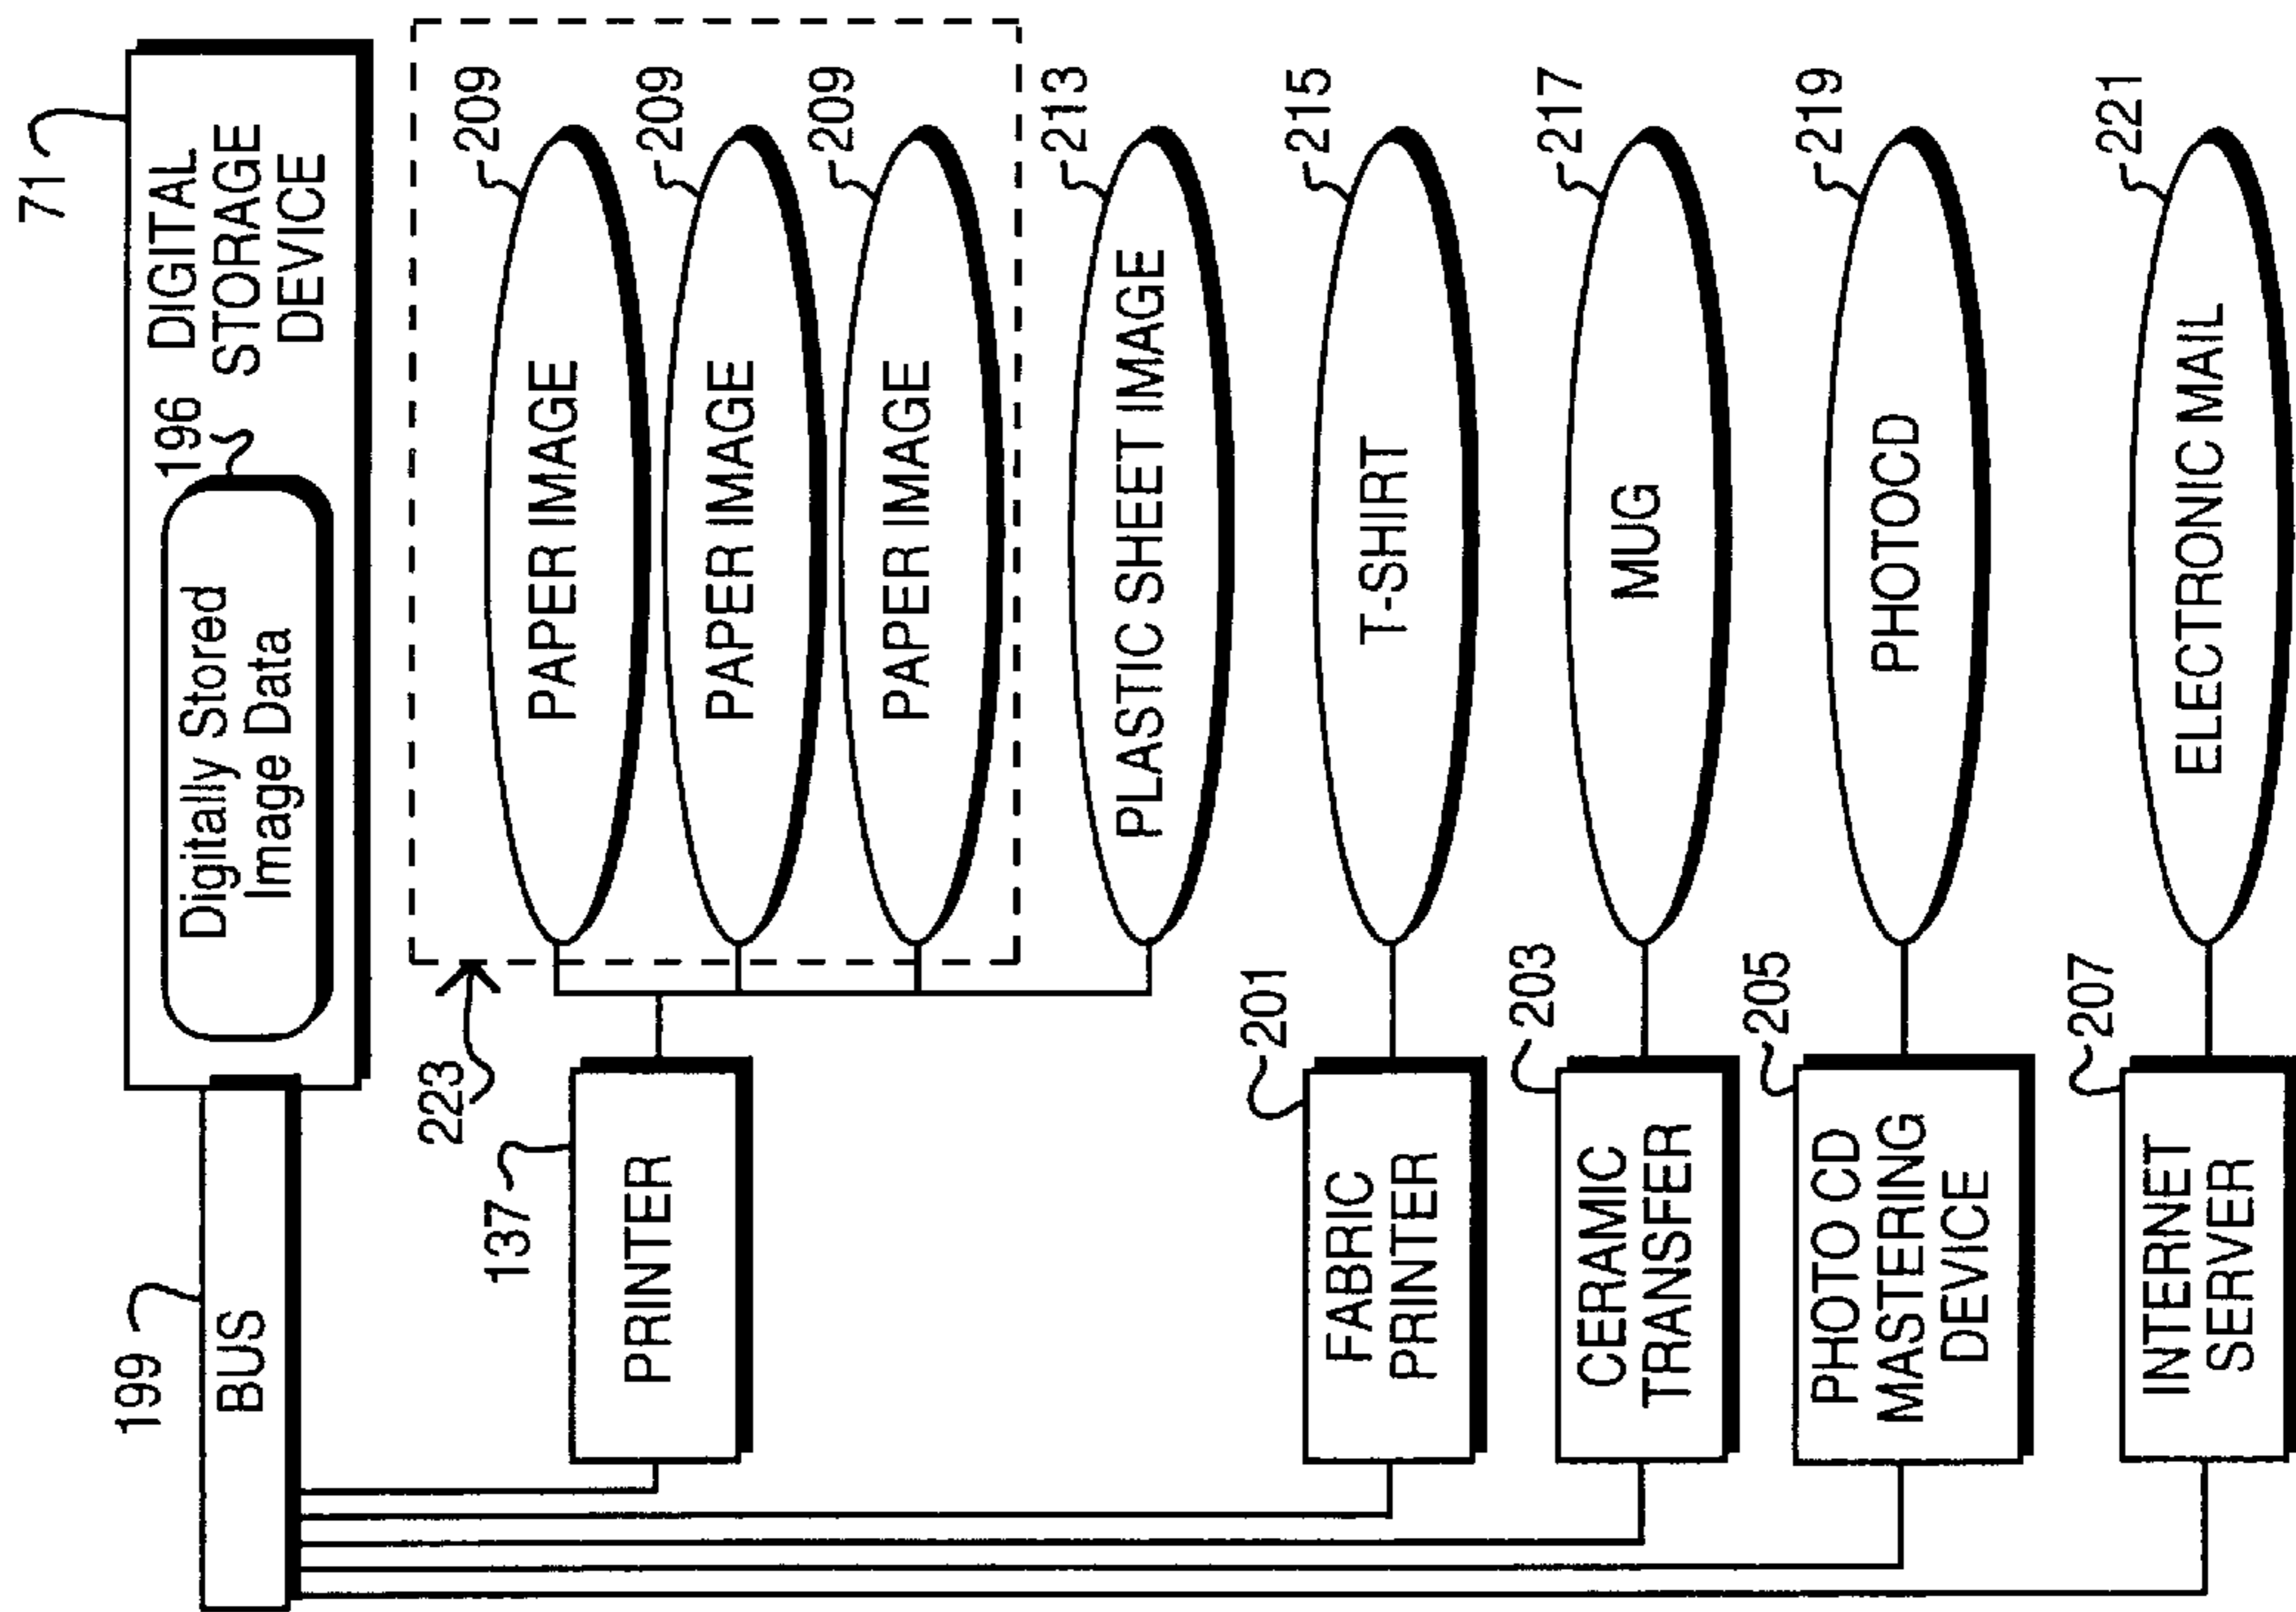 71
DIGITAL
STORAGE
DEVICE
196
Digitally Stored
Image Data
199
BUS
223
209
PAPER IMAGE
209
PAPER IMAGE
209
PAPER IMAGE
137
PRINTER
213
PLASTIC SHEET IMAGE
201
FABRIC
PRINTER
215
T-SHIRT
203
CERAMIC
TRANSFER
217
MUG
205
PHOTO CD
MASTERING
DEVICE
219
PHOTOCD
207
INTERNET
SERVER
221
ELECTRONIC MAIL